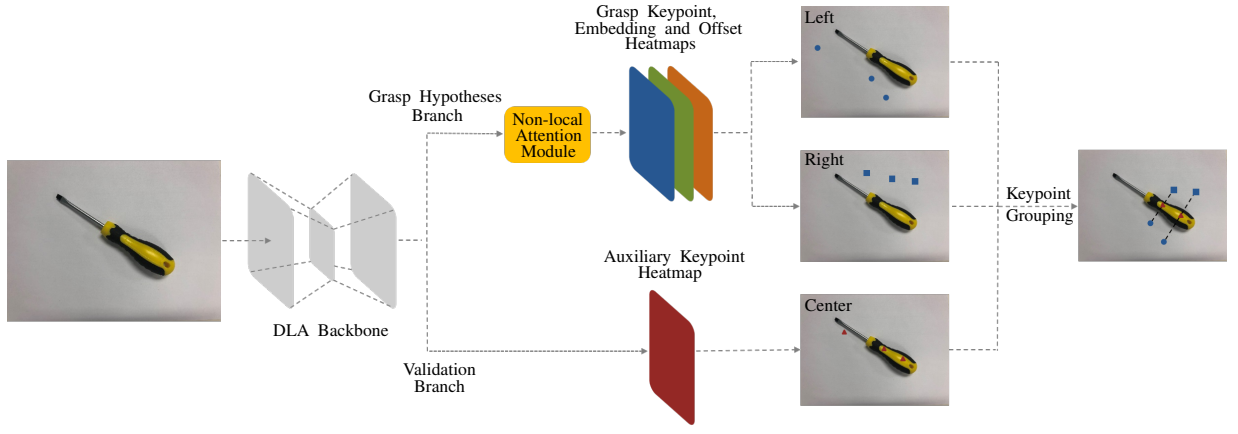 Grasp Keypoint,
Embedding and Offset
Heatmaps
Left
Grasp Hypotheses
Branch
Non-local
Attention
Module
Right
Keypoint
Grouping
Auxiliary Keypoint
Heatmap
Center
DLA Backbone
Validation
Branch